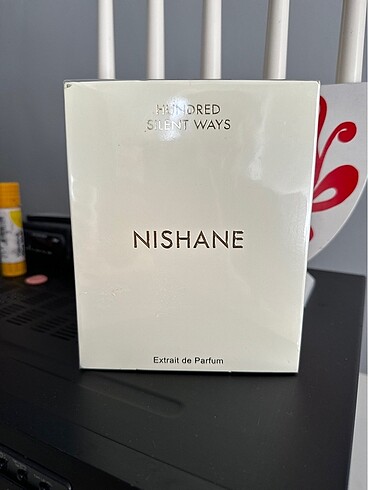 HUNDRED
SILENT WAYS
NISHANE
Extrait de Parfum